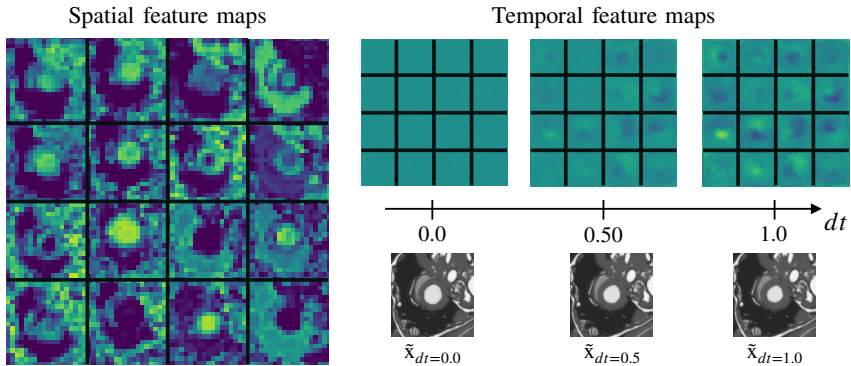 Spatial feature maps
Temporal feature maps
0.0 0.50 1.0 dt
x̃dt=0.0 x̃dt=0.5 x̃dt=1.0